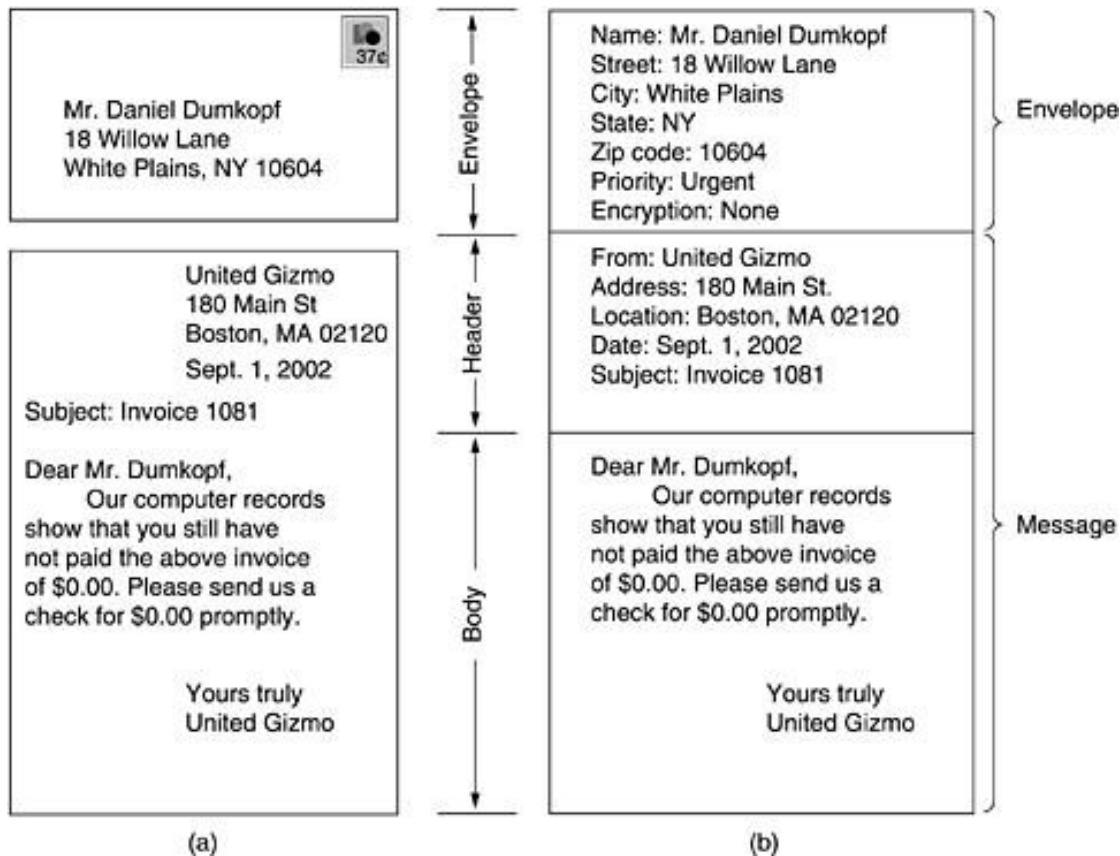 37¢
Mr. Daniel Dumkopf
18 Willow Lane
White Plains, NY 10604
United Gizmo
180 Main St
Boston, MA 02120
Sept. 1, 2002
Subject: Invoice 1081
Dear Mr. Dumkopf,
Our computer records
show that you still have
not paid the above invoice
of $0.00. Please send us a
check for $0.00 promptly.
Yours truly
United Gizmo
(a)
Envelope
Header
Body
Name: Mr. Daniel Dumkopf
Street: 18 Willow Lane
City: White Plains
State: NY
Zip code: 10604
Priority: Urgent
Encryption: None
From: United Gizmo
Address: 180 Main St.
Location: Boston, MA 02120
Date: Sept. 1, 2002
Subject: Invoice 1081
Dear Mr. Dumkopf,
Our computer records
show that you still have
not paid the above invoice
of $0.00. Please send us a
check for $0.00 promptly.
Yours truly
United Gizmo
(b)
Envelope
Message